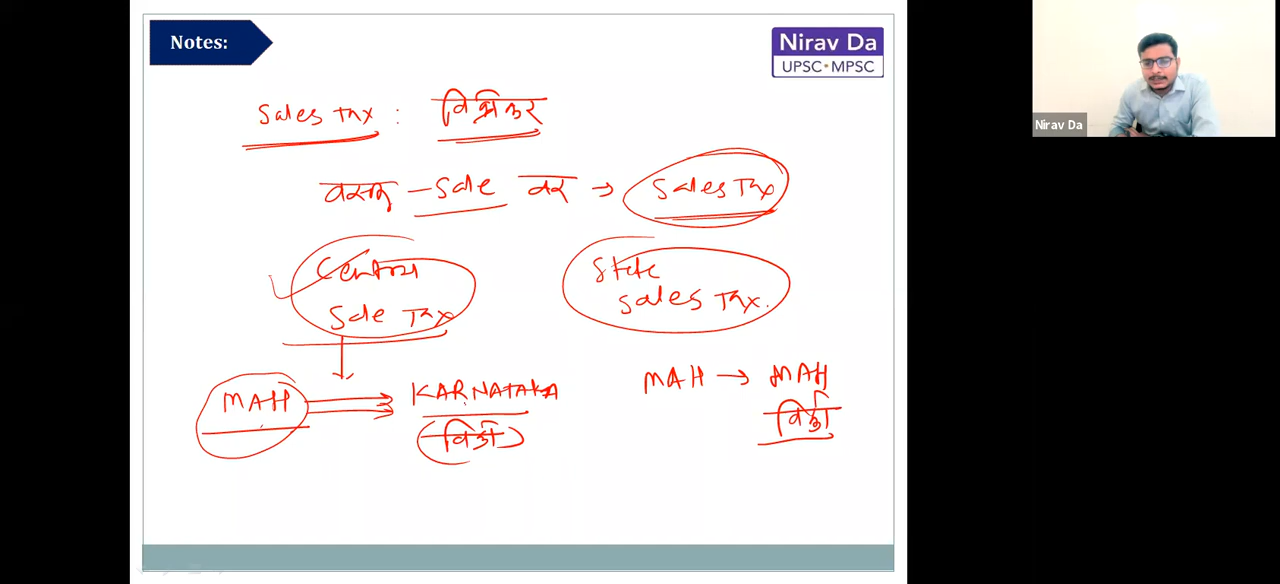 Notes:
Nirav Da
UPSC • MPSC
Sales Tax : विक्रीकर
वस्तू - Sale वर → Sales Tax
Central
Sale Tax
State
Sales Tax.
MAH → KARNATAKA
(विक्री)
MAH → MAH
विक्री
Nirav Da